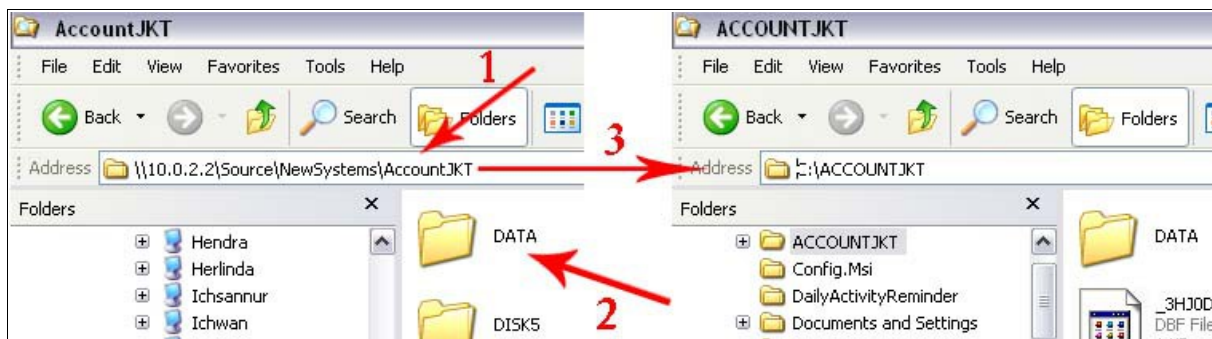 AccountJKT
File Edit View Favorites Tools Help
1
Back Search Folders
Address \\10.0.2.2\Source\NewSystems\AccountJKT
3
Folders
Hendra
Herlinda
Ichsannur
Ichwan
DATA
DISK5
2
ACCOUNTJKT
File Edit View Favorites Tools Help
Back Search Folders
Address :\ACCOUNTJKT
Folders
ACCOUNTJKT
Config.Msi
DailyActivityReminder
Documents and Settings
DATA
_3HJ0D
DBF File